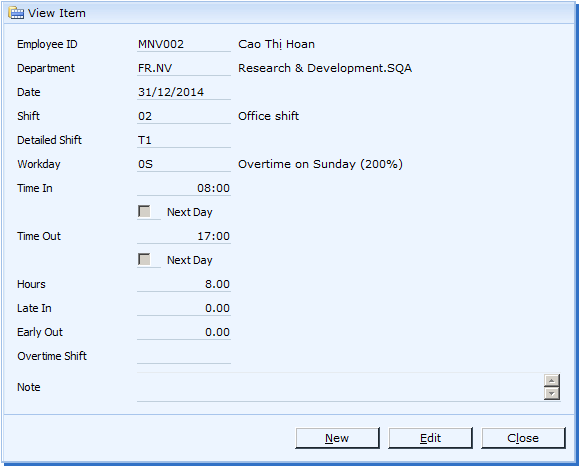 View Item
Employee ID MNV002 Cao Thị Hoan
Department FR.NV Research & Development.SQA
Date 31/12/2014
Shift 02 Office shift
Detailed Shift T1
Workday 0S Overtime on Sunday (200%)
Time In 08:00
Next Day
Time Out 17:00
Next Day
Hours 8.00
Late In 0.00
Early Out 0.00
Overtime Shift
Note
New Edit Close